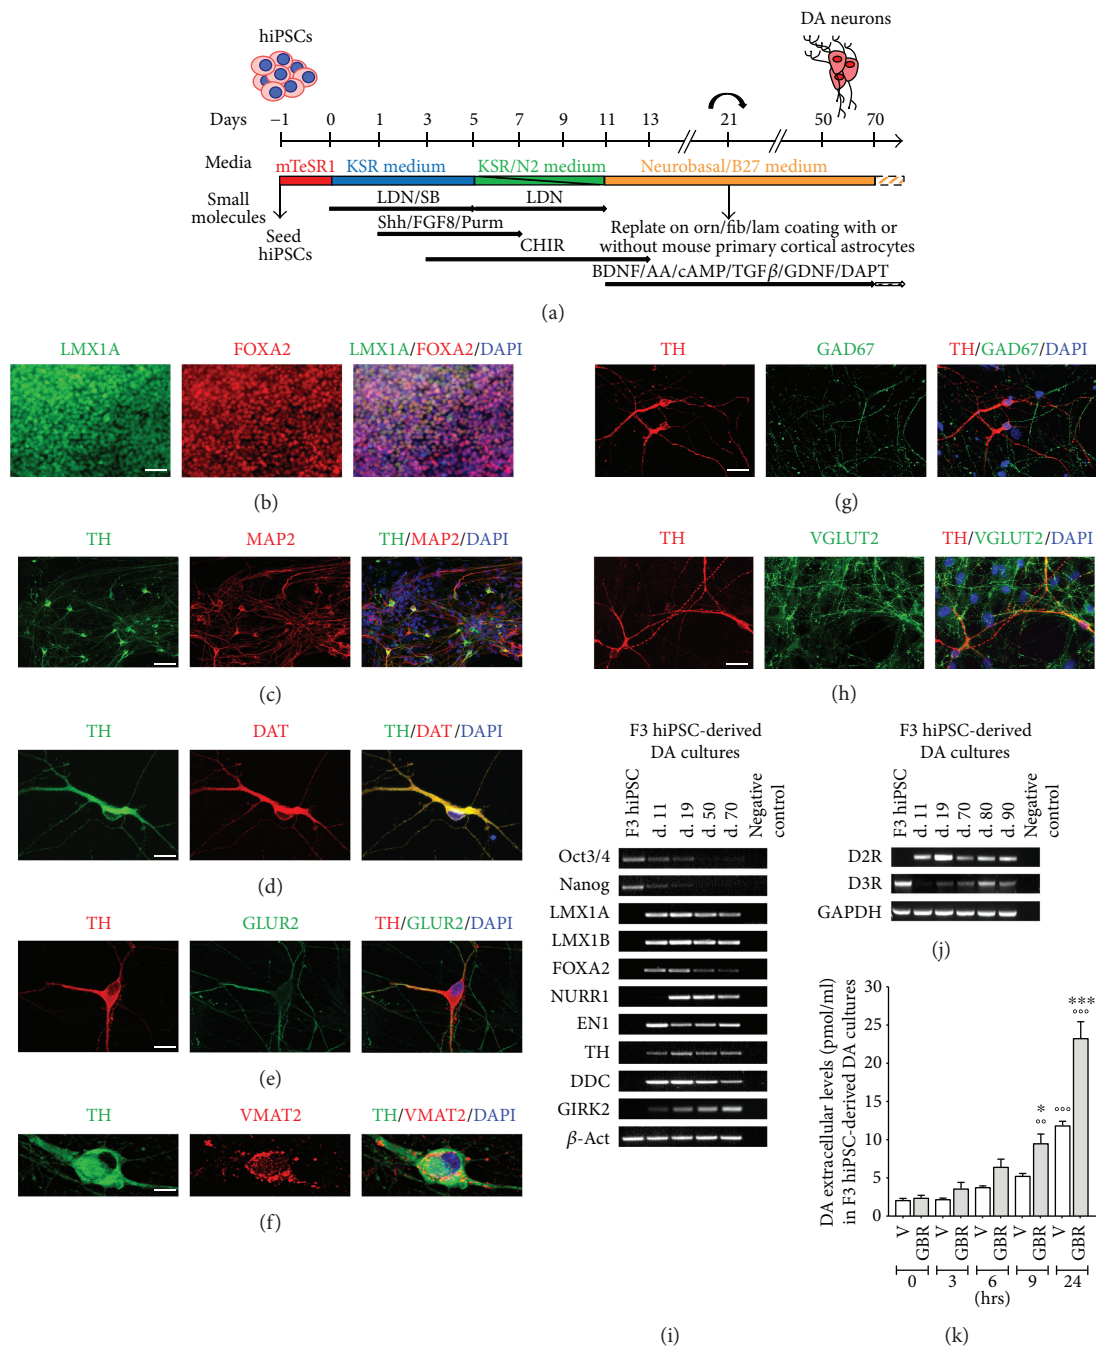 hiPSCs
DA neurons
Days −1 0 1 3 5 7 9 11 13 21 50 70
Media mTeSR1 KSR medium KSR/N2 medium Neurobasal/B27 medium
Small molecules
LDN/SB LDN
Seed hiPSCs
Shh/FGF8/Purm
CHIR
Replate on orn/fib/lam coating with or
without mouse primary cortical astrocytes
BDNF/AA/cAMP/TGFβ/GDNF/DAPT
(a)
LMX1A FOXA2 LMX1A/FOXA2/DAPI
(b)
TH MAP2 TH/MAP2/DAPI
(c)
TH DAT TH/DAT/DAPI
(d)
TH GLUR2 TH/GLUR2/DAPI
(e)
TH VMAT2 TH/VMAT2/DAPI
(f)
TH GAD67 TH/GAD67/DAPI
(g)
TH VGLUT2 TH/VGLUT2/DAPI
(h)
F3 hiPSC-derived
DA cultures
F3 hiPSC
d. 11
d. 19
d. 50
d. 70
Negative
control
Oct3/4
Nanog
LMX1A
LMX1B
FOXA2
NURR1
EN1
TH
DDC
GIRK2
β-Act
(i)
F3 hiPSC-derived
DA cultures
F3 hiPSC
d. 11
d. 19
d. 70
d. 80
d. 90
Negative
control
D2R
D3R
GAPDH
(j)
DA extracellular levels (pmol/ml)
in F3 hiPSC-derived DA cultures
30
25
20
15
10
5
0
*
°°
°°°
***
°°°
V GBR V GBR V GBR V GBR V GBR
0 3 6 9 24
(hrs)
(k)